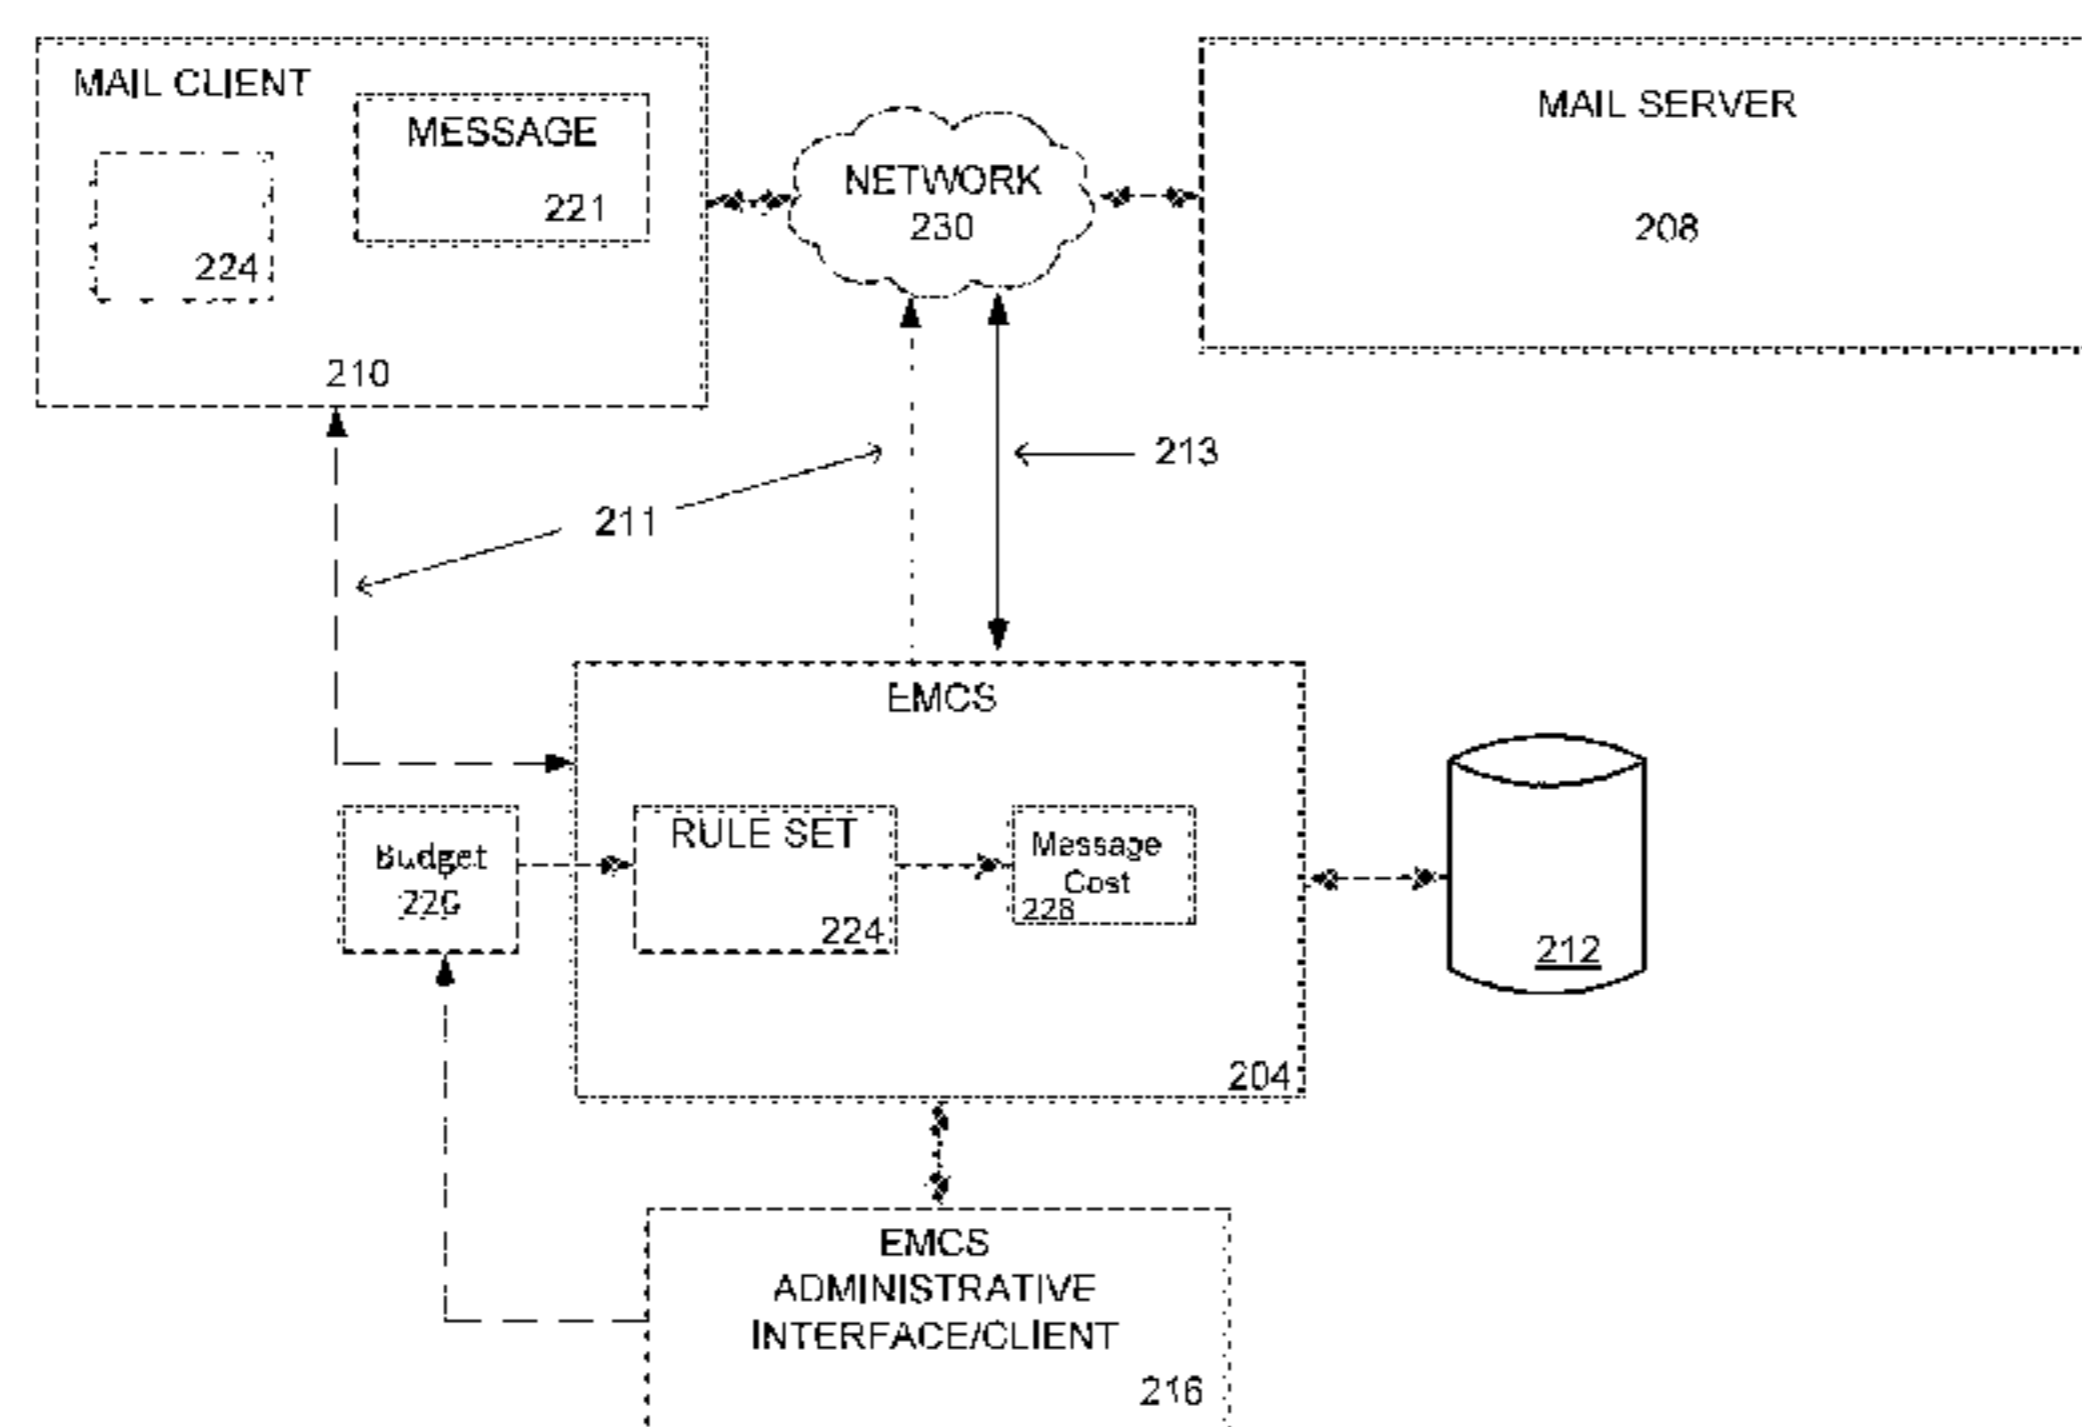 MAIL CLIENT
MESSAGE
221
224
210
NETWORK
230
MAIL SERVER
208
213
211
EMCS
Budget
226
RULE SET
224
Message
Cost
228
212
204
EMCS
ADMINISTRATIVE
INTERFACE/CLIENT
216